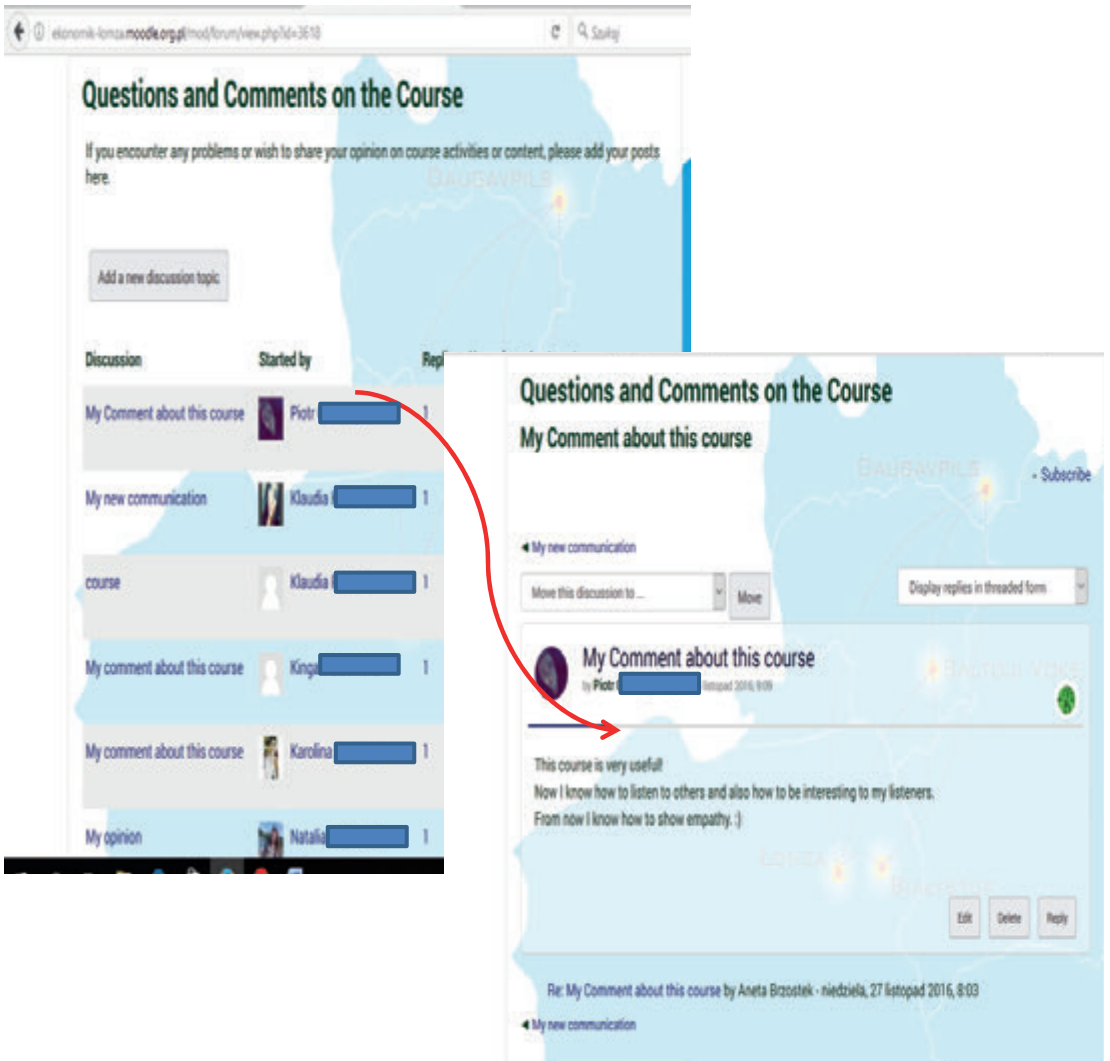 ekonomik-lomza.moodle.org.pl/mod/forum/view.php?id=3618
Szukaj
Questions and Comments on the Course
If you encounter any problems or wish to share your opinion on course activities or content, please add your posts
here.
DAUGAVPILS
Add a new discussion topic
Discussion Started by
My Comment about this course Piotr 1
My new communication Klaudia 1
course Klaudia 1
My comment about this course Kinga 1
My comment about this course Karolina 1
My opinion Natalia 1
Questions and Comments on the Course
My Comment about this course
DAUGAVPILS
Subscribe
◄ My new communication
Move this discussion to ... Move Display replies in threaded form
My Comment about this course
by Piotr listopad 2016, 9:09
This course is very useful!
Now I know how to listen to others and also how to be interesting to my listeners.
From now I know how to show empathy. :)
Edit Delete Reply
Re: My Comment about this course by Aneta Brzostek - niedziela, 27 listopad 2016, 8:03
◄ My new communication